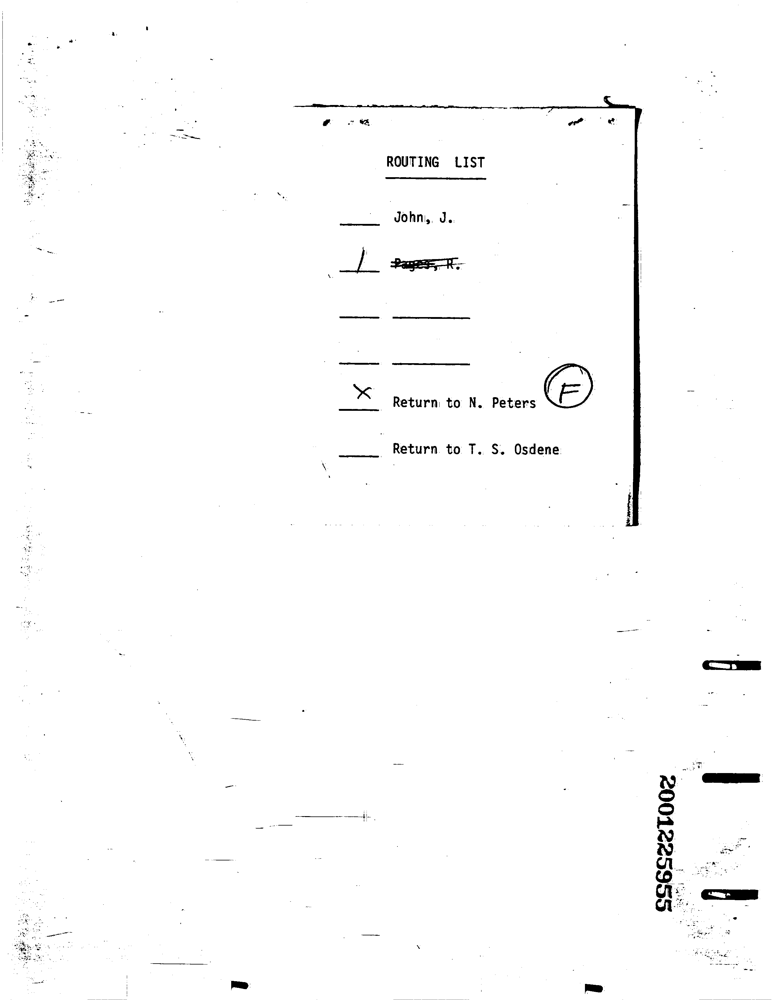 ROUTING LIST
John, J.
/ Pages, R.
X Return to N. Peters F
Return to T. S. Osdene
2001225955